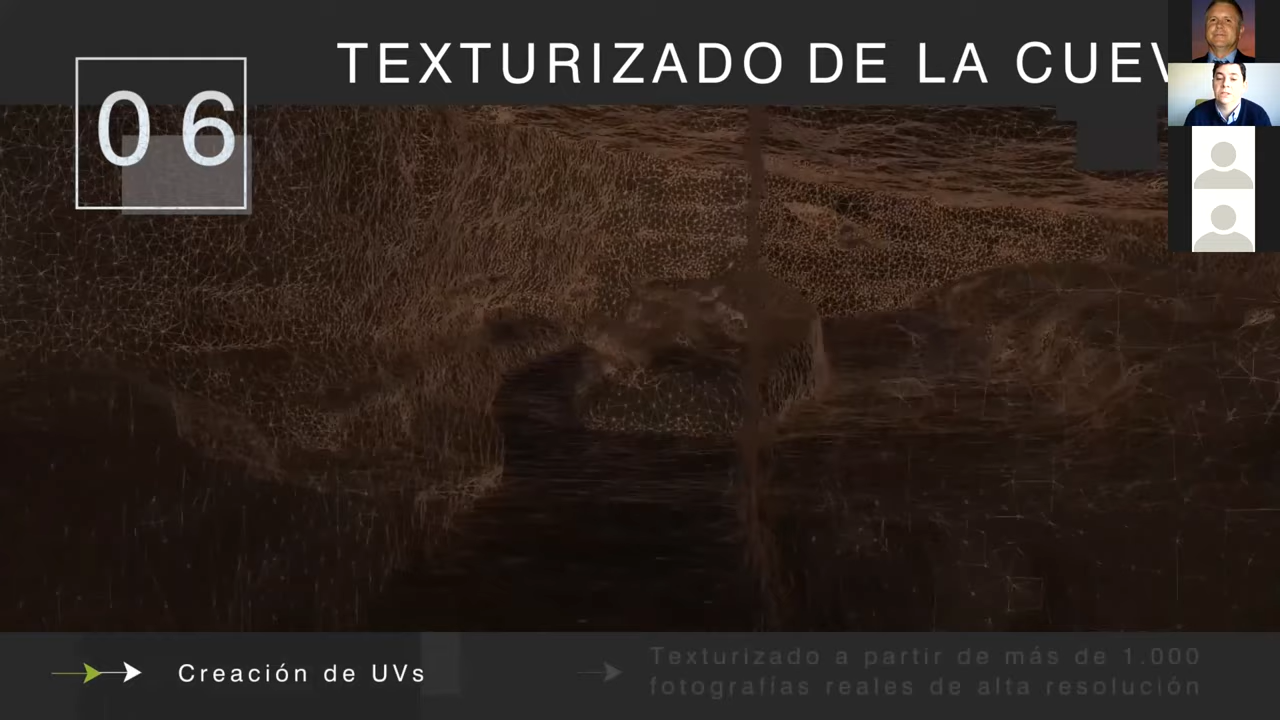 06
TEXTURIZADO DE LA CUEV
Creación de UVs
Texturizado a partir de más de 1.000
fotografías reales de alta resolución